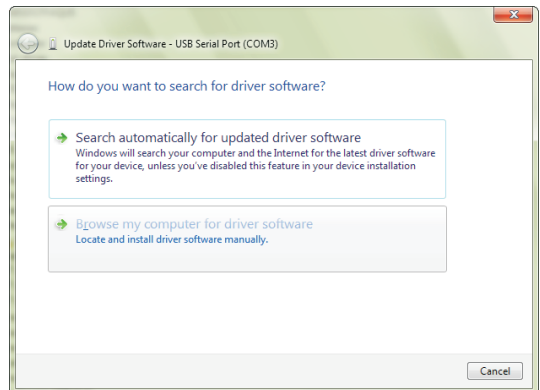 Update Driver Software - USB Serial Port (COM3)
How do you want to search for driver software?
Search automatically for updated driver software
Windows will search your computer and the Internet for the latest driver software
for your device, unless you've disabled this feature in your device installation
settings.
Browse my computer for driver software
Locate and install driver software manually.
Cancel